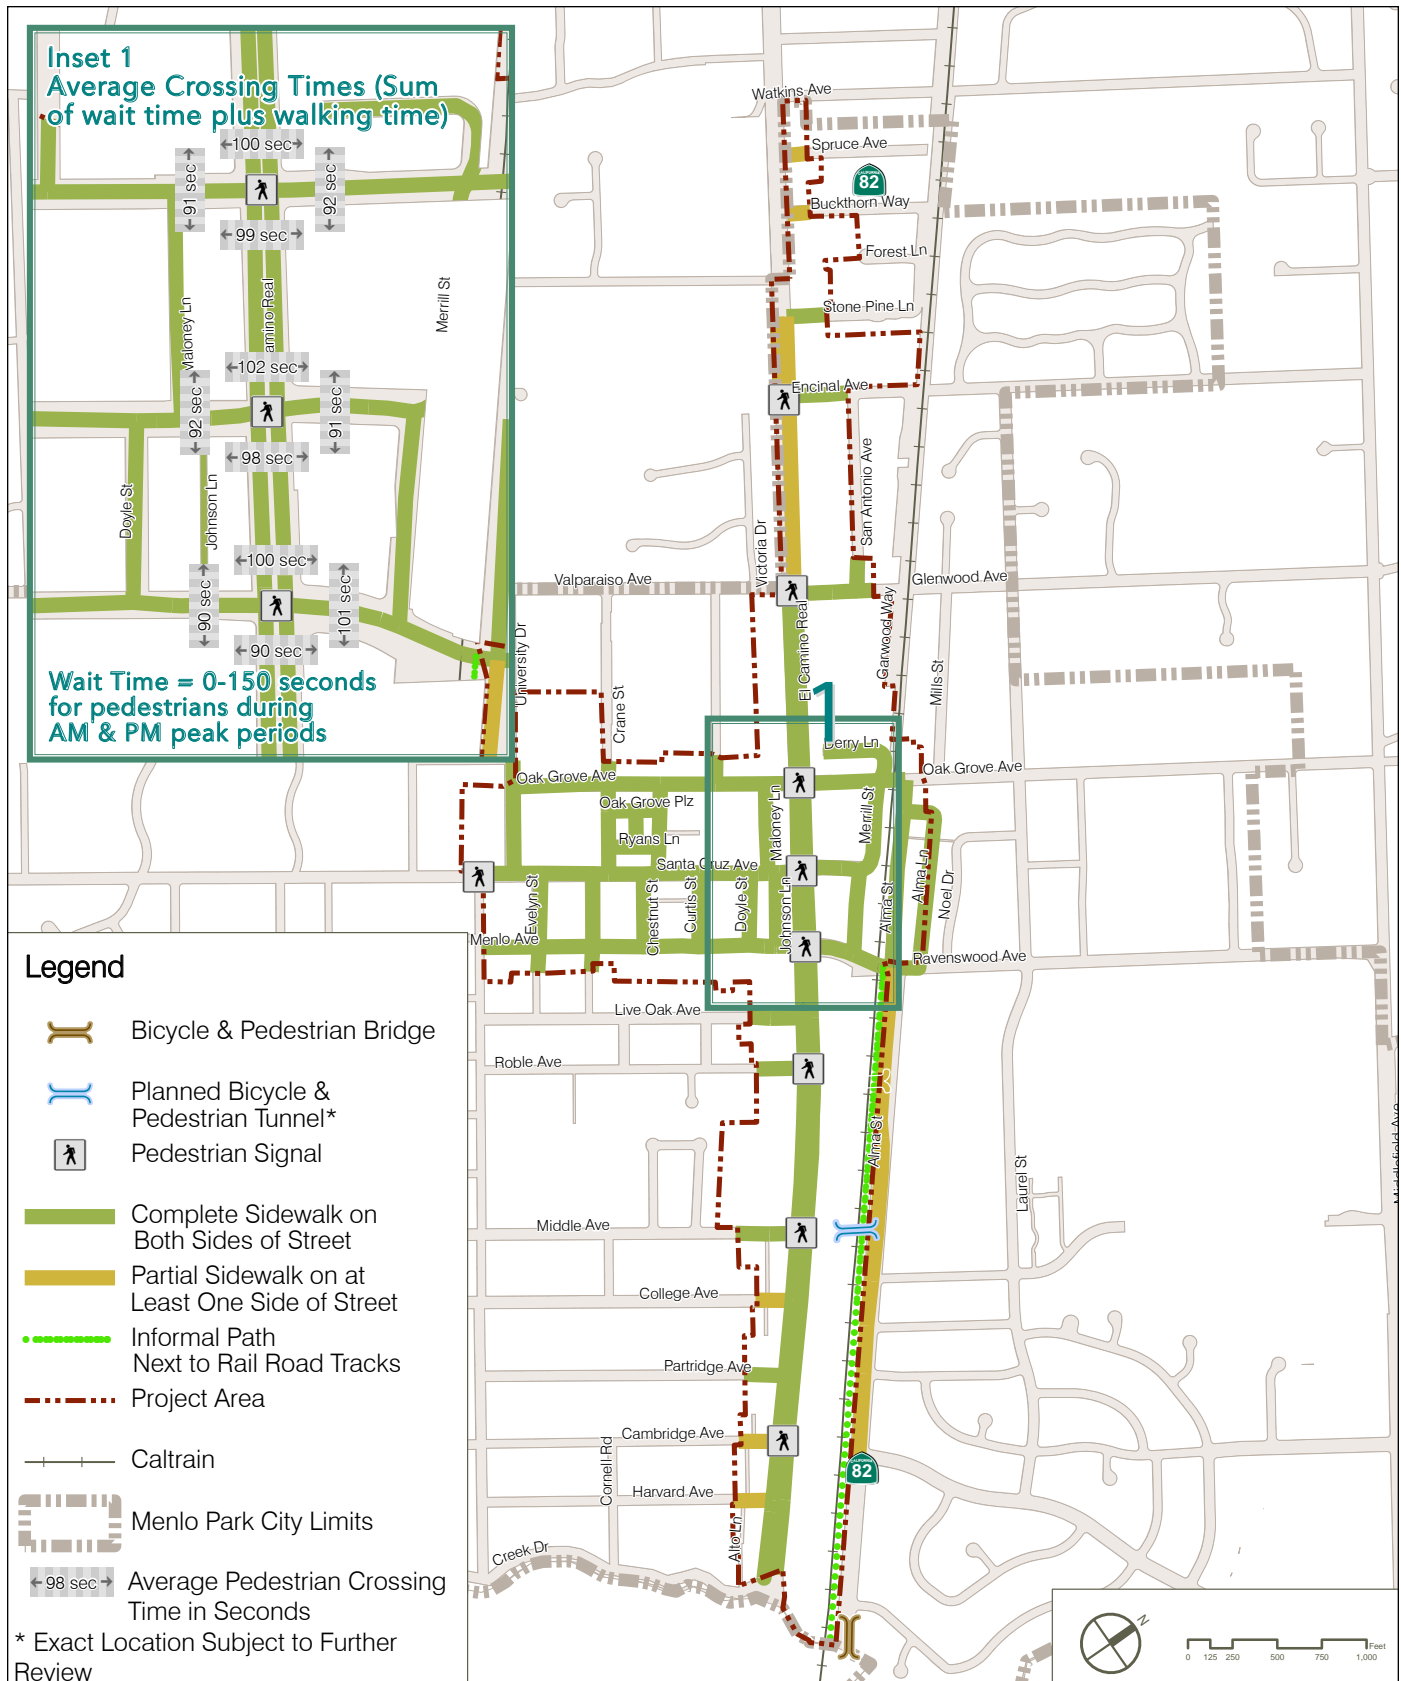 Inset 1
Average Crossing Times (Sum
of wait time plus walking time)
100 sec
91 sec
92 sec
99 sec
Maloney Ln
amino Real
Merrill St
102 sec
92 sec
91 sec
98 sec
Doyle St
Johnson Ln
100 sec
90 sec
101 sec
90 sec
Wait Time = 0-150 seconds
for pedestrians during
AM & PM peak periods
Watkins Ave
Spruce Ave
CALIFORNIA
82
Buckthorn Way
Forest Ln
Stone Pine Ln
Encinal Ave
San Antonio Ave
Victoria Dr
Valparaiso Ave
Glenwood Ave
El Camino Real
Garwood Way
University Dr
Crane St
Mills St
1
Derry Ln
Oak Grove Ave
Oak Grove Ave
Oak Grove Plz
Maloney Ln
Merrill St
Ryans Ln
Santa Cruz Ave
Evelyn St
Chestnut St
Curtis St
Doyle St
Johnson Ln
Alma St
Alma Ln
Noel Dr
Menlo Ave
Ravenswood Ave
Live Oak Ave
Roble Ave
Alma St
Laurel St
Middlefield Ave
Middle Ave
College Ave
Partridge Ave
Cambridge Ave
Cornell Rd
CALIFORNIA
82
Harvard Ave
Alto Ln
Creek Dr
Legend
Bicycle & Pedestrian Bridge
Planned Bicycle &
Pedestrian Tunnel*
Pedestrian Signal
Complete Sidewalk on
Both Sides of Street
Partial Sidewalk on at
Least One Side of Street
Informal Path
Next to Rail Road Tracks
Project Area
Caltrain
Menlo Park City Limits
98 sec
Average Pedestrian Crossing
Time in Seconds
* Exact Location Subject to Further
Review
N
Feet
0 125 250 500 750 1,000